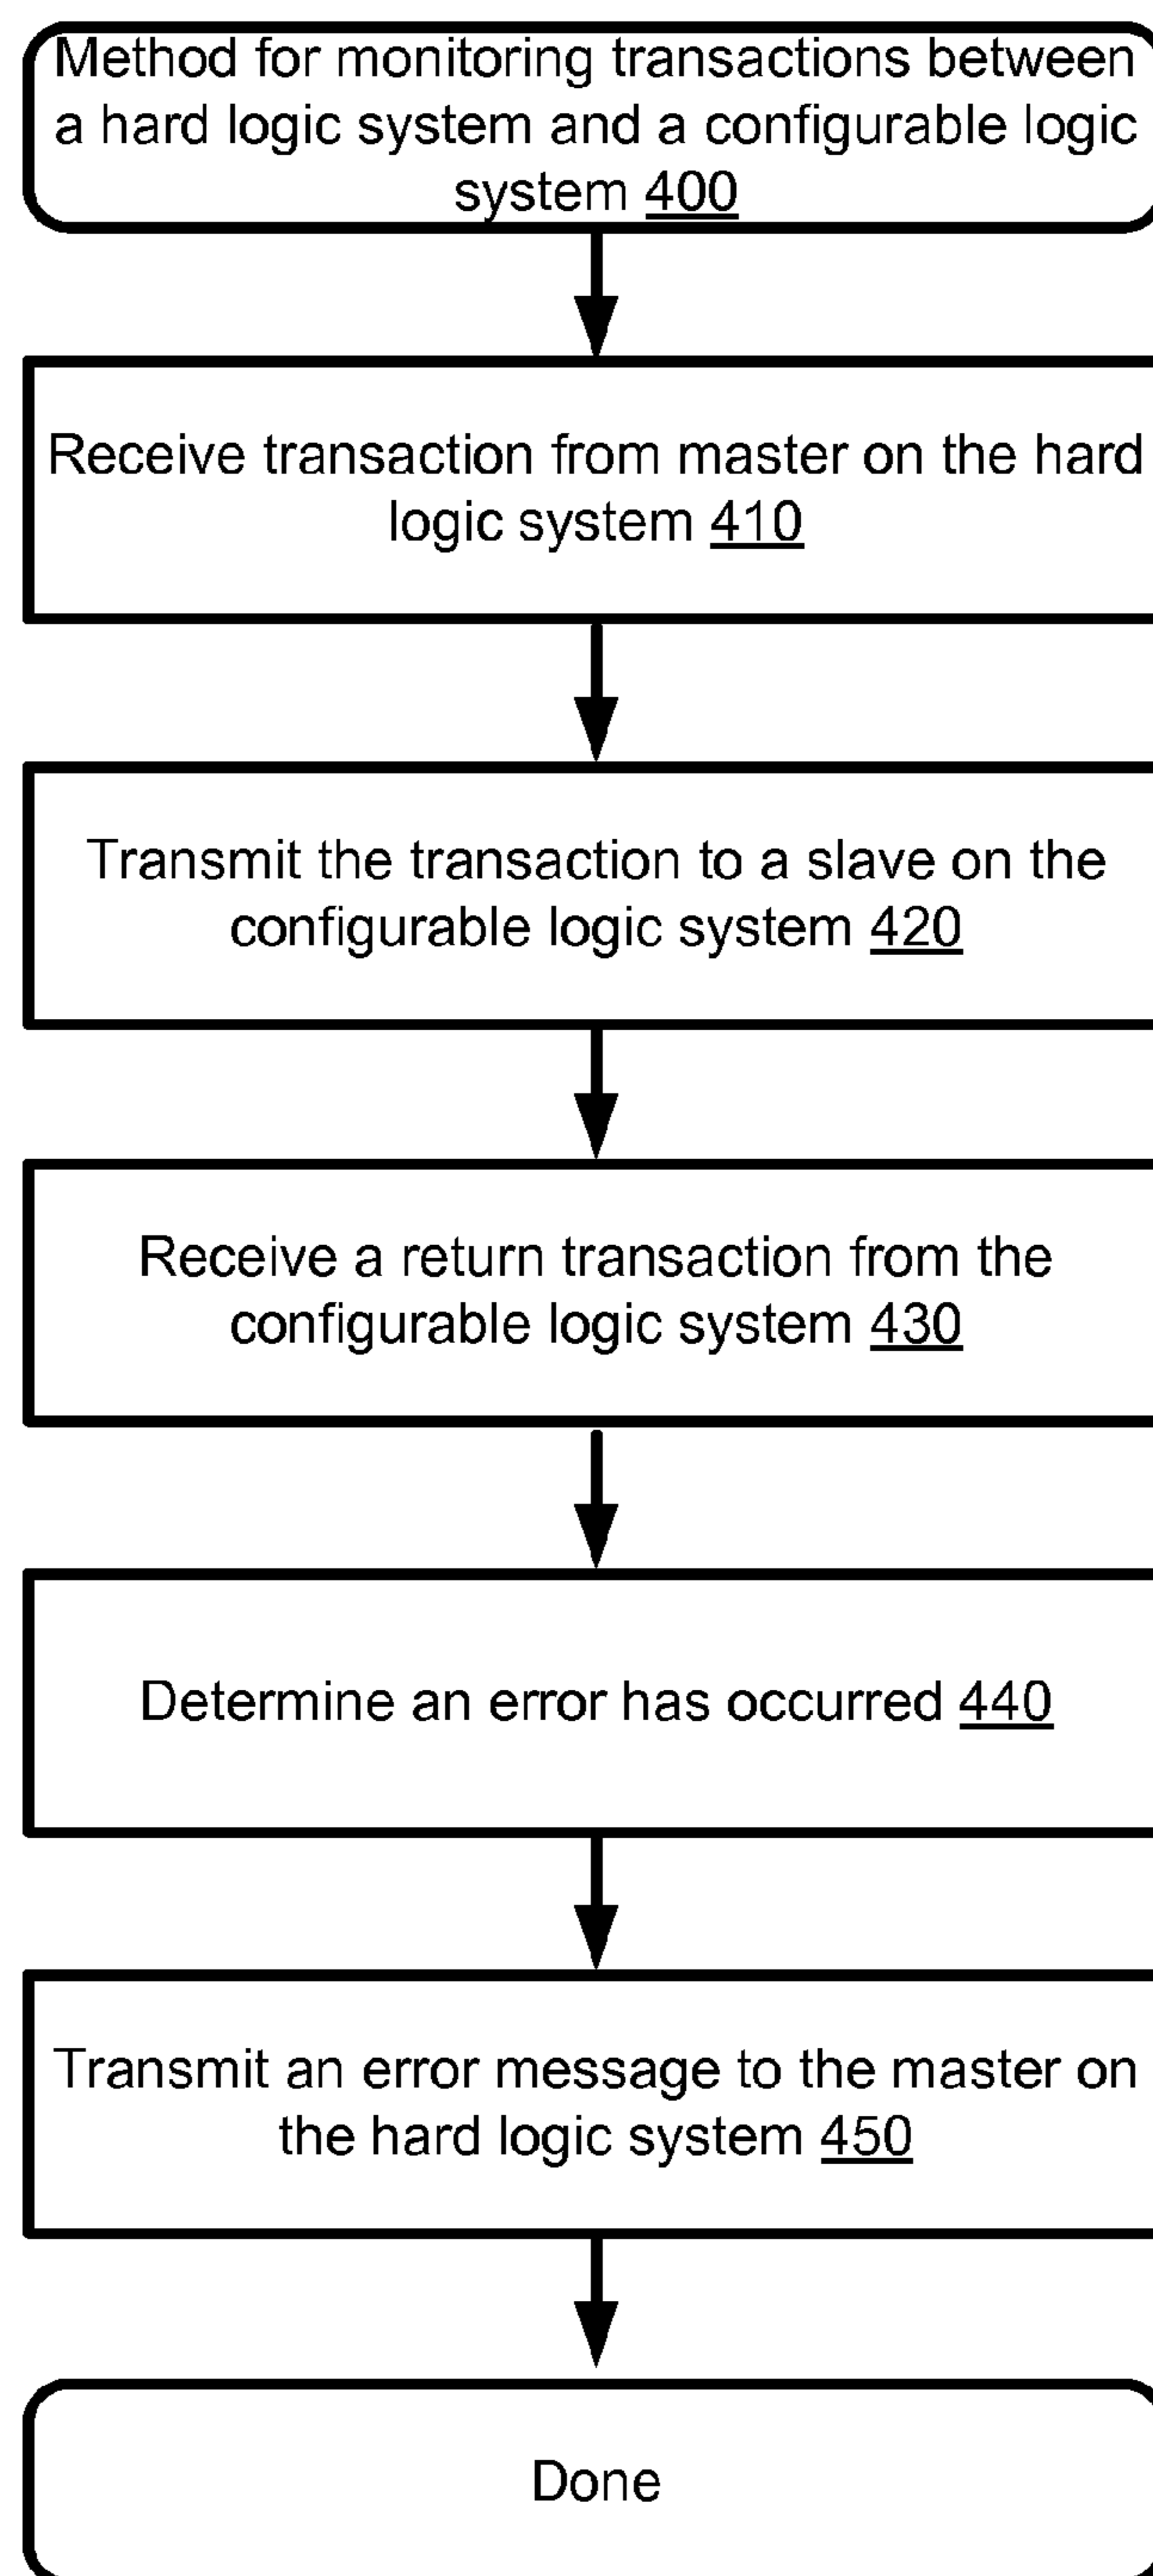 Method for monitoring transactions between
a hard logic system and a configurable logic
system 400
Receive transaction from master on the hard
logic system 410
Transmit the transaction to a slave on the
configurable logic system 420
Receive a return transaction from the
configurable logic system 430
Determine an error has occurred 440
Transmit an error message to the master on
the hard logic system 450
Done